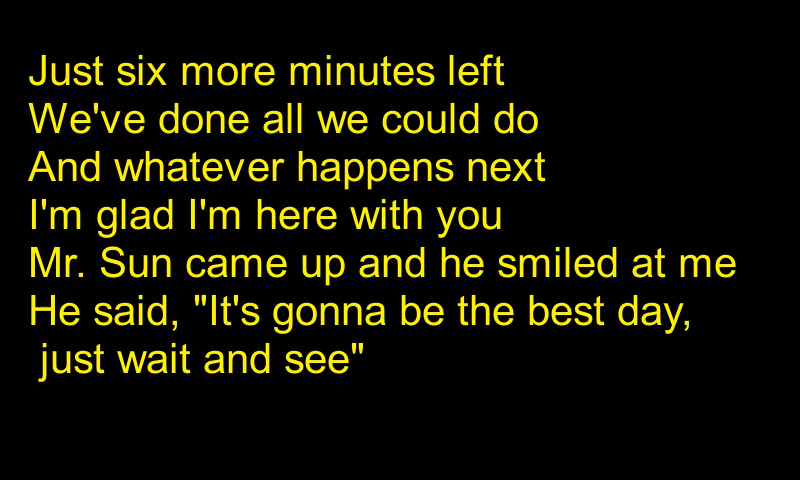 Just six more minutes left
We've done all we could do
And whatever happens next
I'm glad I'm here with you
Mr. Sun came up and he smiled at me
He said, "It's gonna be the best day,
just wait and see"